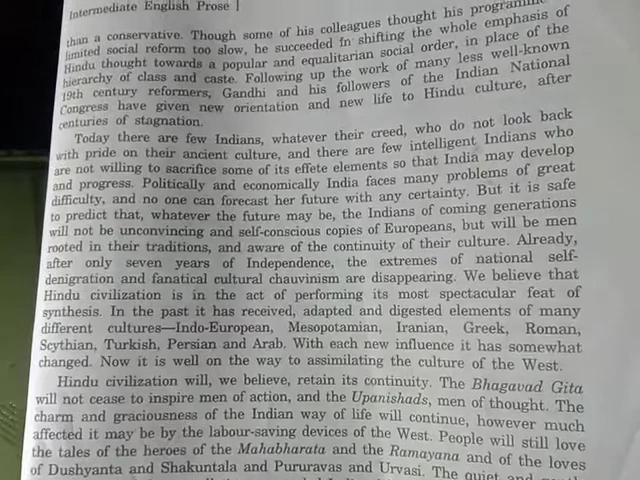 Intermediate English Prose |
than a conservative. Though some of his colleagues thought his programme
limited social reform too slow, he succeeded in shifting the whole emphasis of
Hindu thought towards a popular and equalitarian social order, in place of the
hierarchy of class and caste. Following up the work of many less well-known
19th century reformers, Gandhi and his followers of the Indian National
Congress have given new orientation and new life to Hindu culture, after
centuries of stagnation.
Today there are few Indians, whatever their creed, who do not look back
with pride on their ancient culture, and there are few intelligent Indians who
are not willing to sacrifice some of its effete elements so that India may develop
and progress. Politically and economically India faces many problems of great
difficulty, and no one can forecast her future with any certainty. But it is safe
to predict that, whatever the future may be, the Indians of coming generations
will not be unconvincing and self-conscious copies of Europeans, but will be men
rooted in their traditions, and aware of the continuity of their culture. Already,
after only seven years of Independence, the extremes of national self-
denigration and fanatical cultural chauvinism are disappearing. We believe that
Hindu civilization is in the act of performing its most spectacular feat of
synthesis. In the past it has received, adapted and digested elements of many
different cultures—Indo-European, Mesopotamian, Iranian, Greek, Roman,
Scythian, Turkish, Persian and Arab. With each new influence it has somewhat
changed. Now it is well on the way to assimilating the culture of the West.
Hindu civilization will, we believe, retain its continuity. The Bhagavad Gita
will not cease to inspire men of action, and the Upanishads, men of thought. The
charm and graciousness of the Indian way of life will continue, however much
affected it may be by the labour-saving devices of the West. People will still love
the tales of the heroes of the Mahabharata and the Ramayana and of the loves
of Dushyanta and Shakuntala and Pururavas and Urvasi. The quiet and